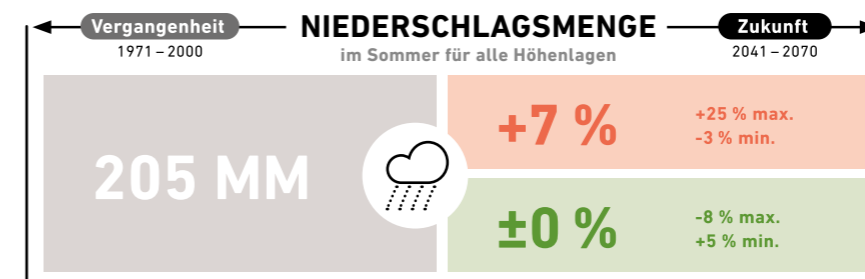 Vergangenheit
1971 – 2000
NIEDERSCHLAGSMENGE
im Sommer für alle Höhenlagen
Zukunft
2041 – 2070
205 MM
+7 %
+25 % max.
-3 % min.
±0 %
-8 % max.
+5 % min.